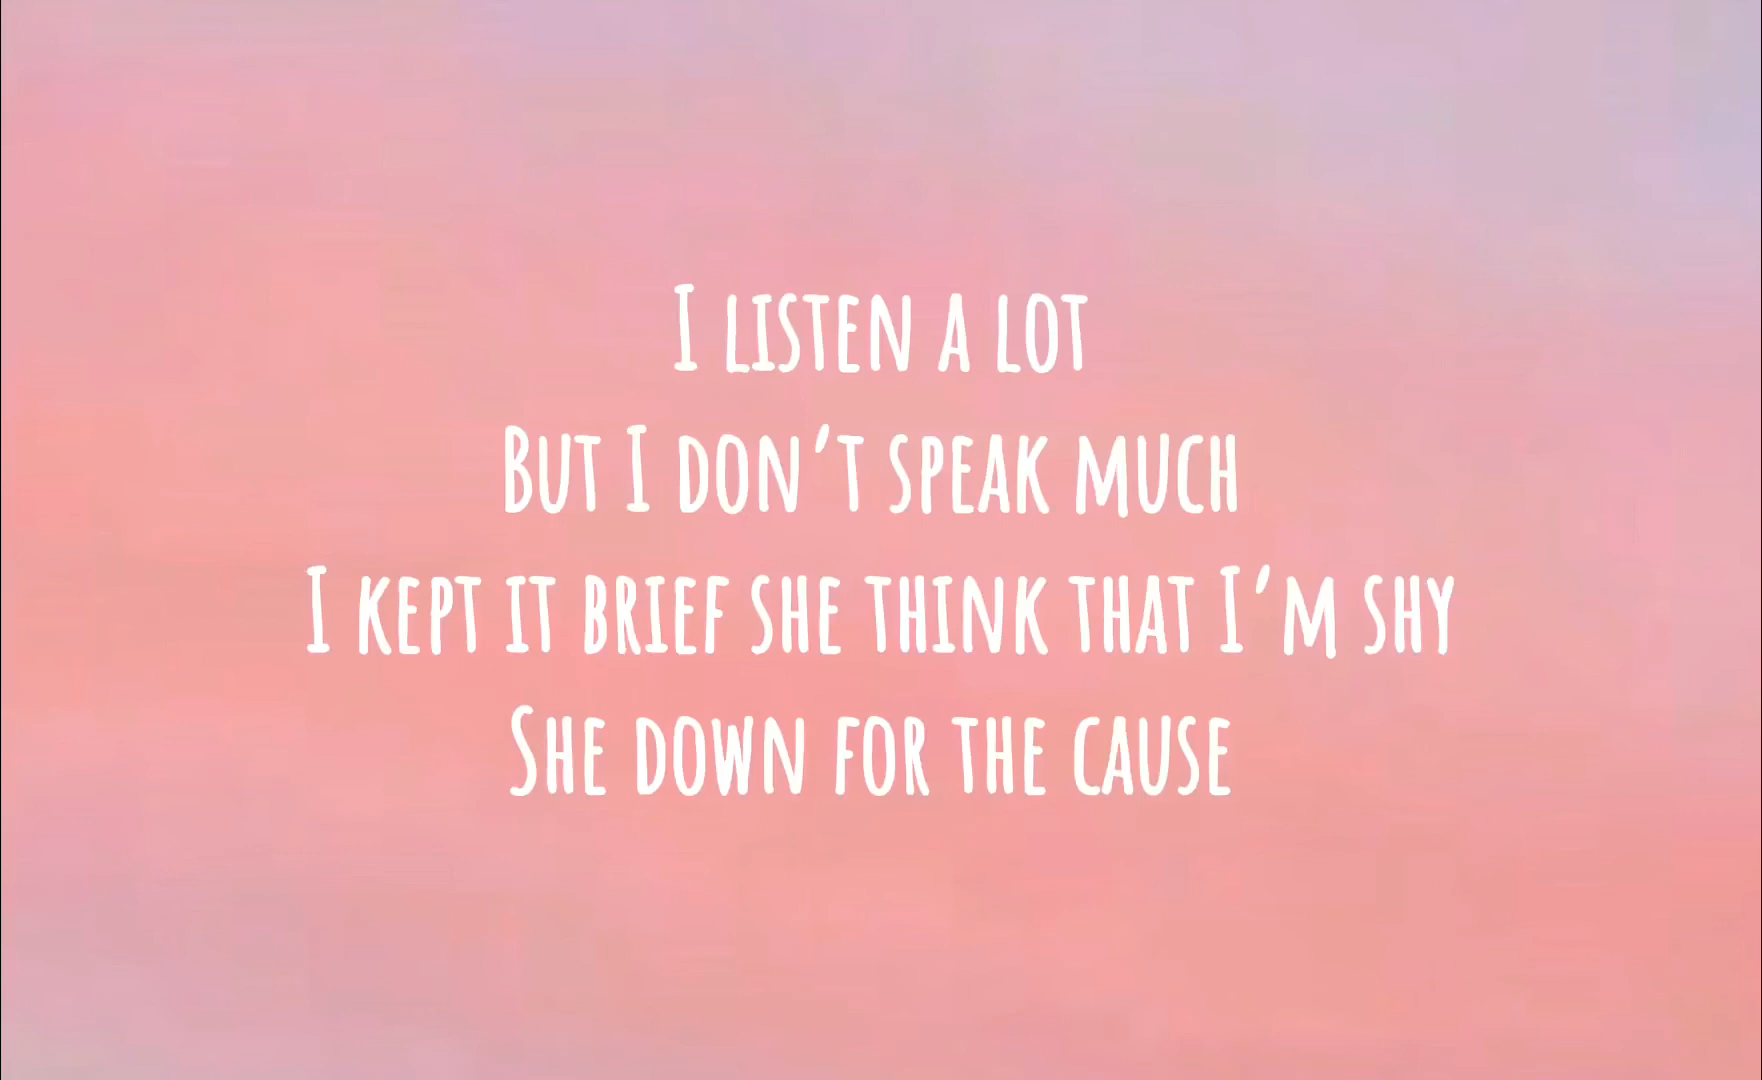 I listen a lot
But I don't speak much
I kept it brief she think that I'm shy
She down for the cause